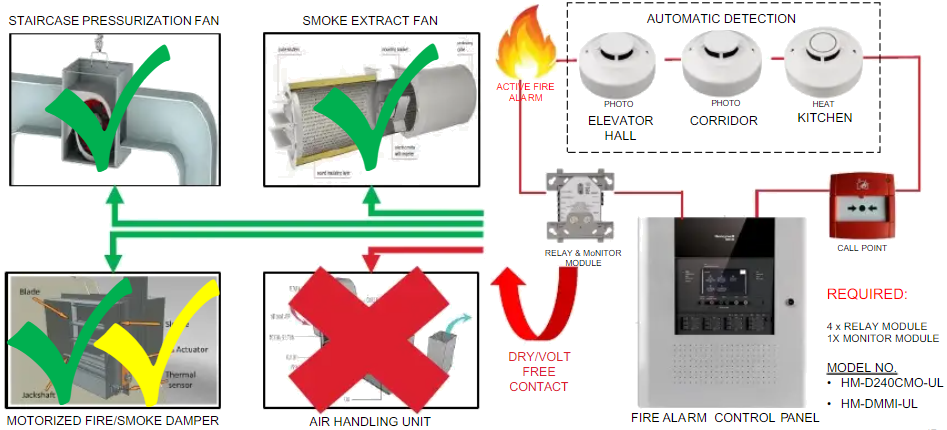 STAIRCASE PRESSURIZATION FAN
SMOKE EXTRACT FAN
AUTOMATIC DETECTION
ACTIVE FIRE
ALARM
PHOTO
ELEVATOR
HALL
PHOTO
CORRIDOR
HEAT
KITCHEN
RELAY & MoNITOR
MODULE
CALL POINT
Blade
Actuator
Thermal
sensor
Jackshaft
DRY/VOLT
FREE
CONTACT
REQUIRED:
4 x RELAY MODULE
1X MONITOR MODULE
MODEL NO.
• HM-D240CMO-UL
• HM-DMMI-UL
MOTORIZED FIRE/SMOKE DAMPER
AIR HANDLING UNIT
FIRE ALARM CONTROL PANEL